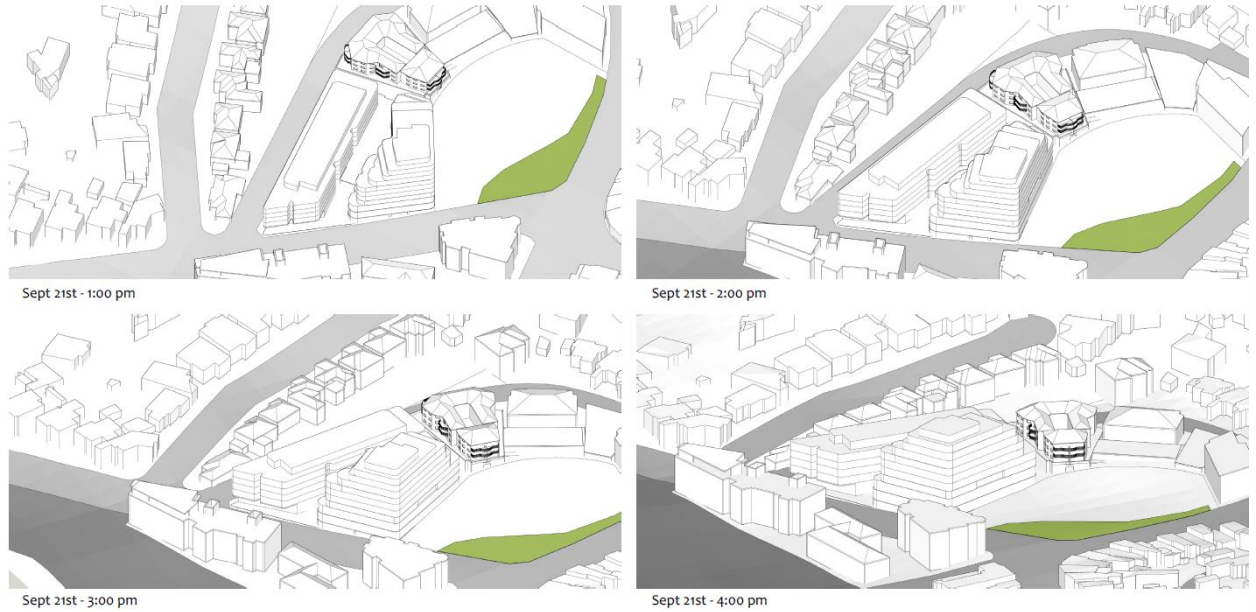 Sept 21st - 1:00 pm
Sept 21st - 2:00 pm
Sept 21st - 3:00 pm
Sept 21st - 4:00 pm